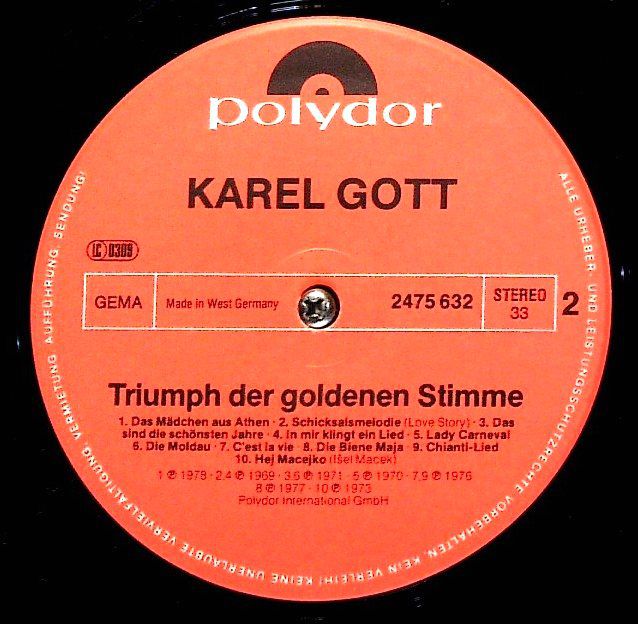 polydor
KAREL GOTT
LC 0309
GEMA
Made in West Germany
2475 632
STEREO
33
2
Triumph der goldenen Stimme
1. Das Mädchen aus Athen · 2. Schicksalsmelodie (Love Story) · 3. Das
sind die schönsten Jahre · 4. In mir klingt ein Lied · 5. Lady Carneval
6. Die Moldau · 7. C'est la vie · 8. Die Biene Maja · 9. Chianti-Lied
10. Hej Macejko (Išel Macek)
1 ℗ 1978 · 2.4 ℗ 1969 · 3.6 ℗ 1971 · 5 ℗ 1970 · 7.9 ℗ 1976
8 ℗ 1977 · 10 ℗ 1973
Polydor International GmbH
ALLE URHEBER- UND LEISTUNGSSCHUTZRECHTE VORBEHALTEN. KEIN VERLEIH! KEINE UNERLAUBTE VERVIELFÄLTIGUNG, VERMIETUNG, AUFFÜHRUNG, SENDUNG!